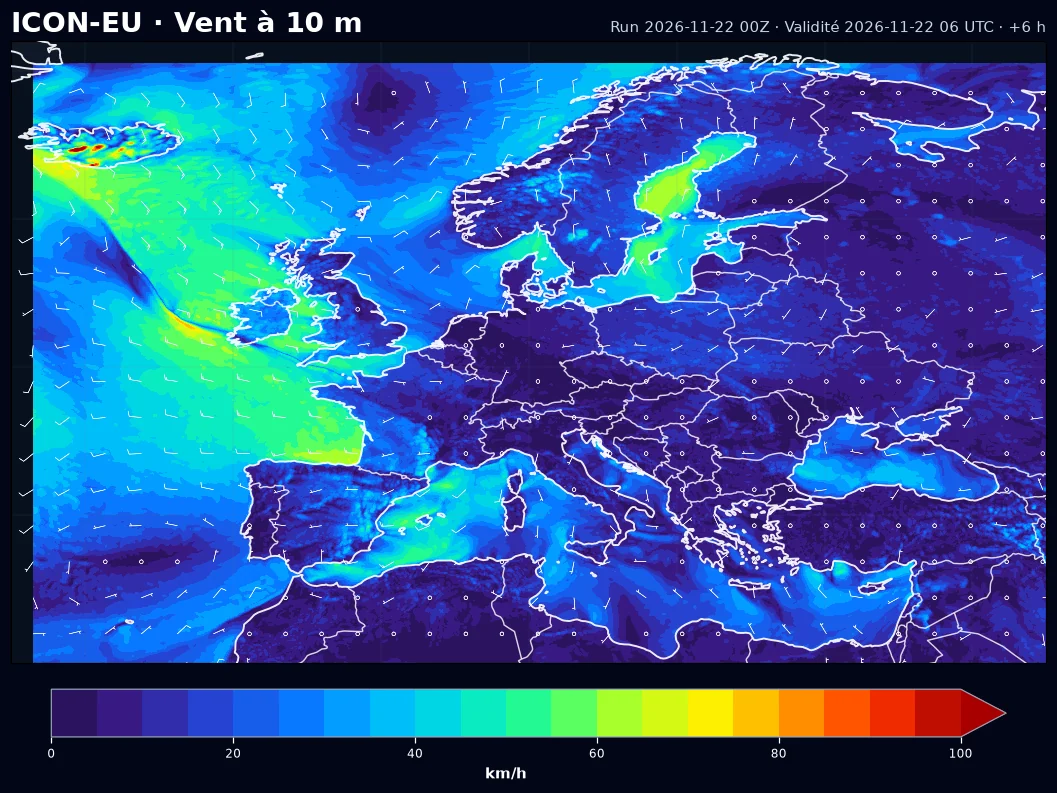 ICON-EU · Vent à 10 m
Run 2026-11-22 00Z · Validité 2026-11-22 06 UTC · +6 h
0 20 40 60 80 100
km/h